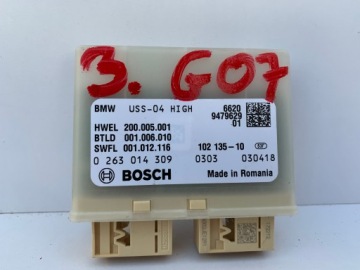 3. G07
BMW USS-04 HIGH 6620
9479629
01
HWEL 200.005.001
BTLD 001.006.010
SWFL 001.012.116 102 135-10
0 263 014 309 0303 030418
BOSCH Made in Romania